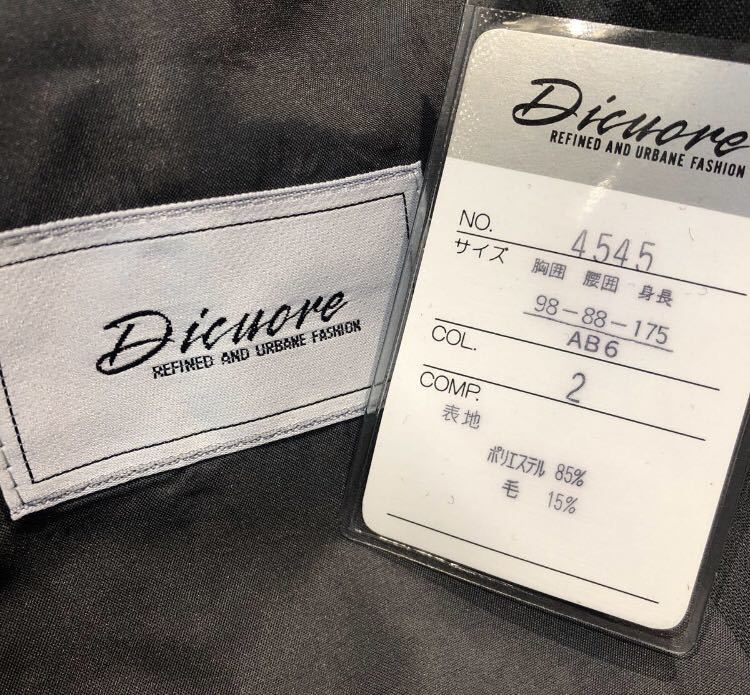 Dicuore
REFINED AND URBANE FASHION
Dicuore
REFINED AND URBANE FASHION
NO. 4545
サイズ 胸囲 腰囲 身長
98-88-175
AB6
COL. 2
COMP.
表地
ポリエステル 85%
毛 15%